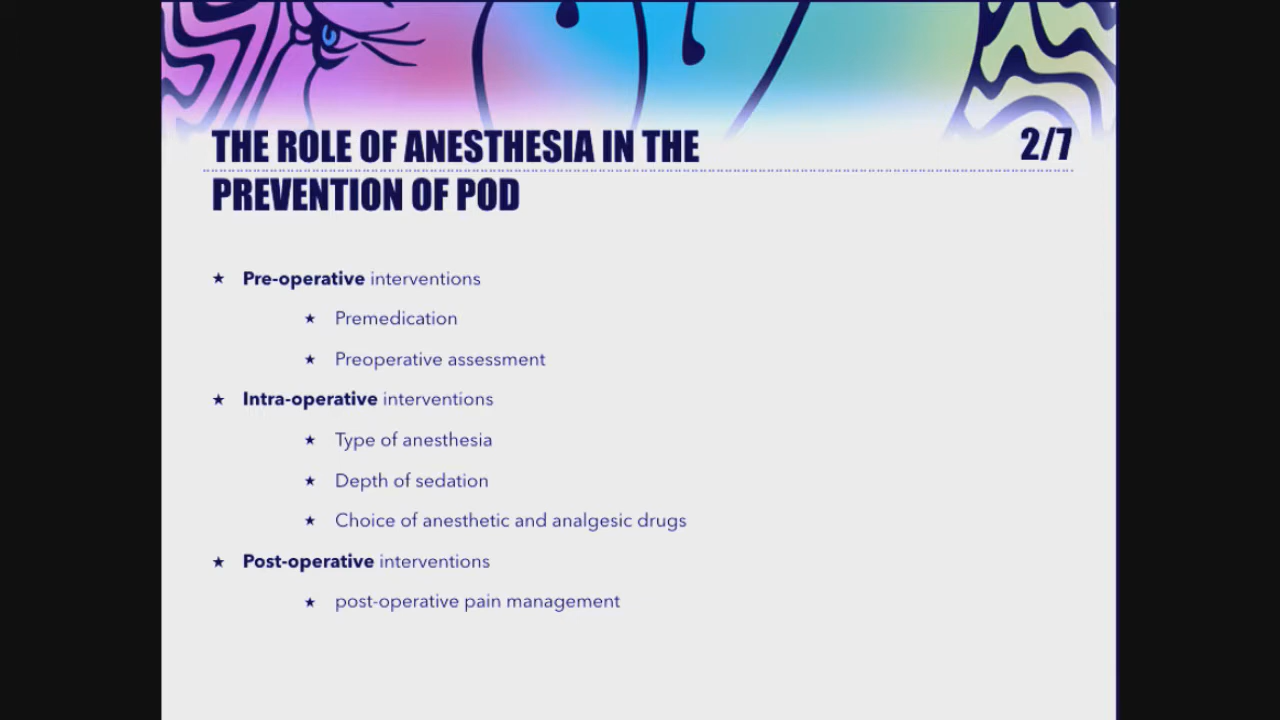 THE ROLE OF ANESTHESIA IN THE
PREVENTION OF POD
2/7
★ Pre-operative interventions
★ Premedication
★ Preoperative assessment
★ Intra-operative interventions
★ Type of anesthesia
★ Depth of sedation
★ Choice of anesthetic and analgesic drugs
★ Post-operative interventions
★ post-operative pain management